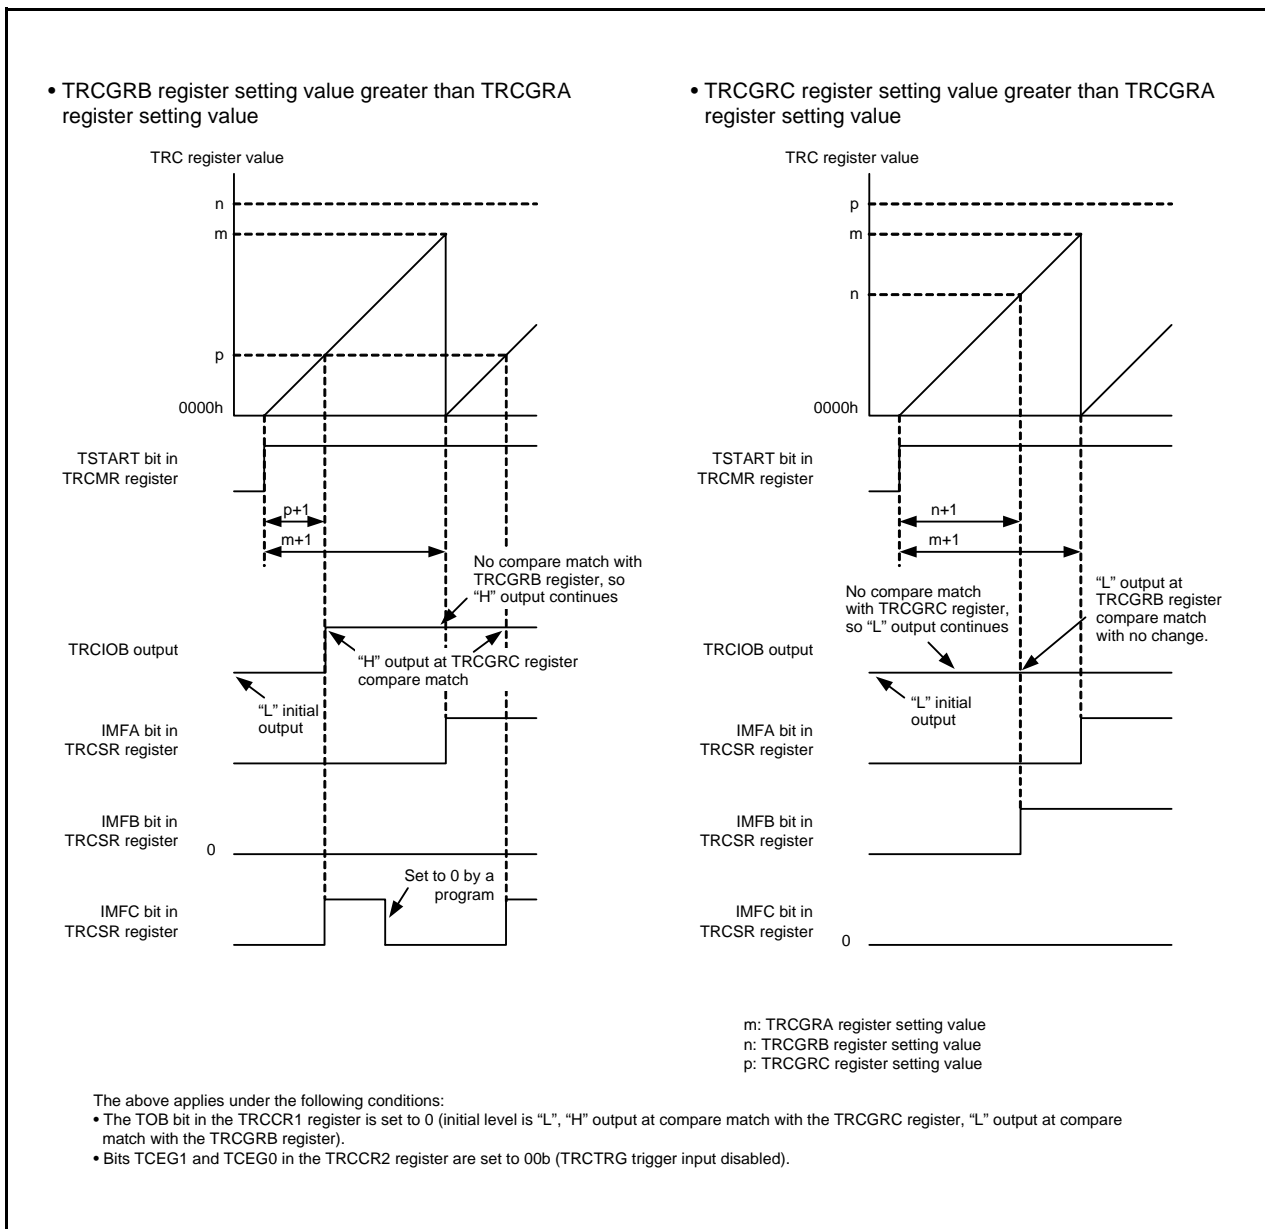 • TRCGRB register setting value greater than TRCGRA
register setting value
TRC register value
n
m
p
0000h
TSTART bit in
TRCMR register
p+1
m+1
No compare match with
TRCGRB register, so
“H” output continues
TRCIOB output
“H” output at TRCGRC register
compare match
“L” initial
output
IMFA bit in
TRCSR register
IMFB bit in
TRCSR register
0
Set to 0 by a
program
IMFC bit in
TRCSR register
• TRCGRC register setting value greater than TRCGRA
register setting value
TRC register value
p
m
n
0000h
TSTART bit in
TRCMR register
n+1
m+1
No compare match
with TRCGRC register,
so “L” output continues
“L” output at
TRCGRB register
compare match
with no change.
TRCIOB output
“L” initial
output
IMFA bit in
TRCSR register
IMFB bit in
TRCSR register
IMFC bit in
TRCSR register
0
m: TRCGRA register setting value
n: TRCGRB register setting value
p: TRCGRC register setting value
The above applies under the following conditions:
• The TOB bit in the TRCCR1 register is set to 0 (initial level is “L”, “H” output at compare match with the TRCGRC register, “L” output at compare
match with the TRCGRB register).
• Bits TCEG1 and TCEG0 in the TRCCR2 register are set to 00b (TRCTRG trigger input disabled).